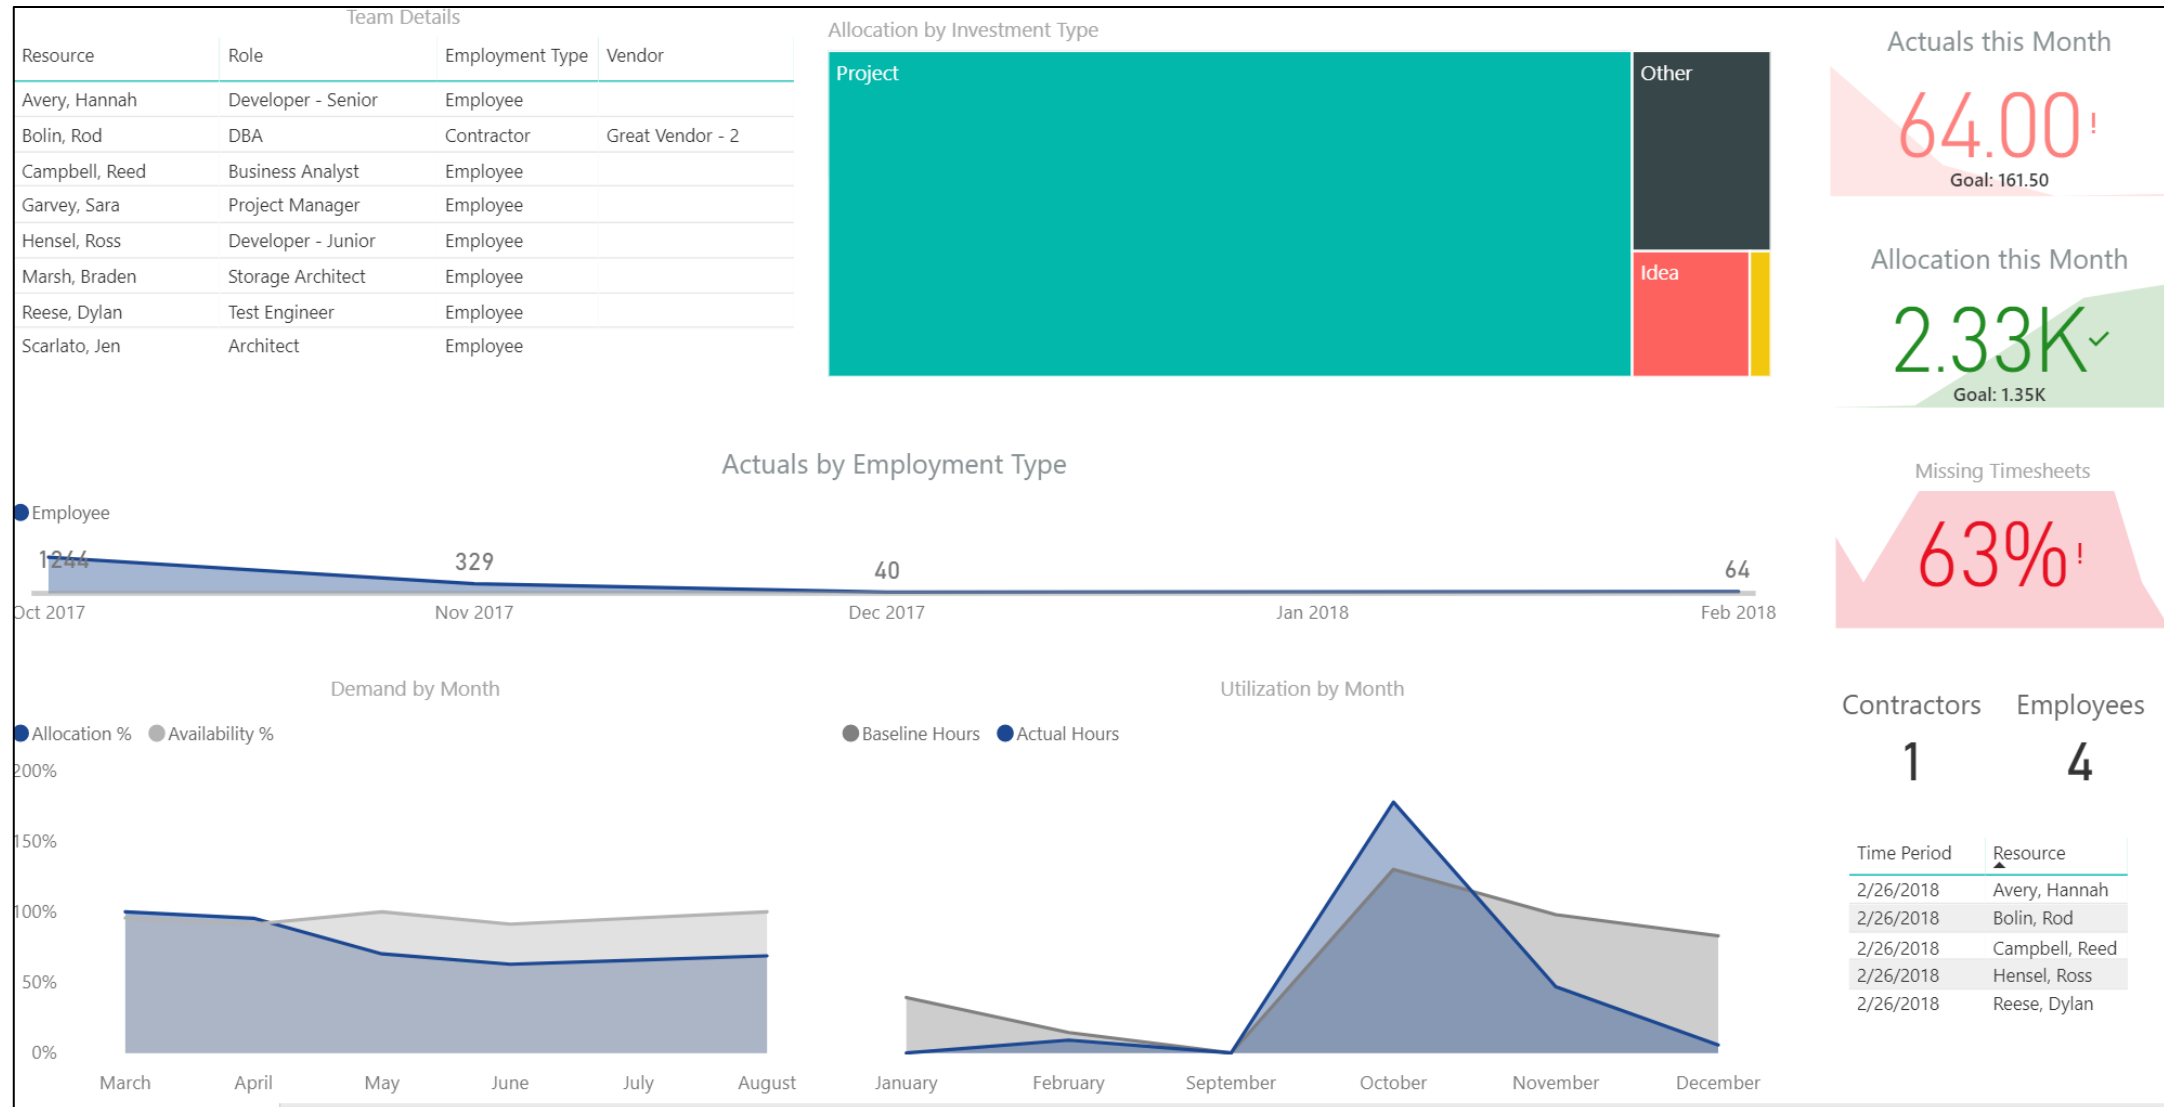 Team Details
Resource Role Employment Type Vendor
Avery, Hannah Developer - Senior Employee
Bolin, Rod DBA Contractor Great Vendor - 2
Campbell, Reed Business Analyst Employee
Garvey, Sara Project Manager Employee
Hensel, Ross Developer - Junior Employee
Marsh, Braden Storage Architect Employee
Reese, Dylan Test Engineer Employee
Scarlato, Jen Architect Employee
Allocation by Investment Type
Project
Other
Idea
Actuals this Month
64.00!
Goal: 161.50
Allocation this Month
2.33K✓
Goal: 1.35K
Missing Timesheets
63%!
Actuals by Employment Type
Employee
1244 329 40 64
Oct 2017 Nov 2017 Dec 2017 Jan 2018 Feb 2018
Demand by Month
Allocation % Availability %
200%
150%
100%
50%
0%
March April May June July August
Utilization by Month
Baseline Hours Actual Hours
January February September October November December
Contractors Employees
1 4
Time Period Resource
2/26/2018 Avery, Hannah
2/26/2018 Bolin, Rod
2/26/2018 Campbell, Reed
2/26/2018 Hensel, Ross
2/26/2018 Reese, Dylan